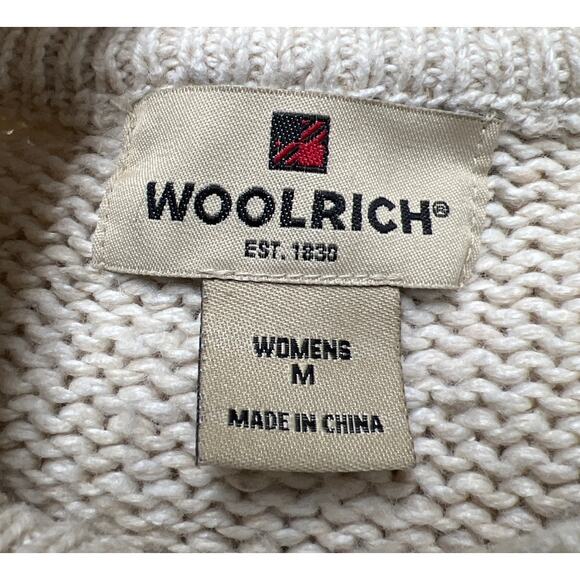 WOOLRICH®
EST. 1830
WOMENS
M
MADE IN CHINA